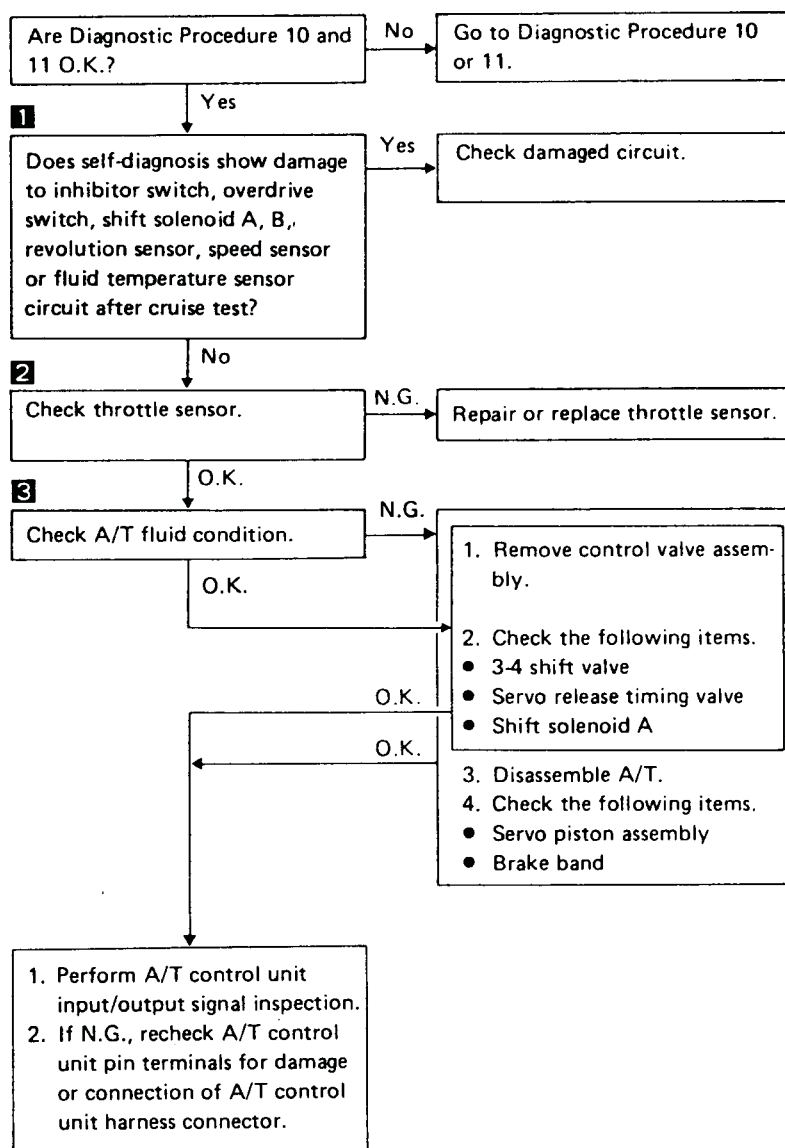 Are Diagnostic Procedure 10 and
11 O.K.?
No
Go to Diagnostic Procedure 10
or 11.
Yes
1
Does self-diagnosis show damage
to inhibitor switch, overdrive
switch, shift solenoid A, B,
revolution sensor, speed sensor
or fluid temperature sensor
circuit after cruise test?
Yes
Check damaged circuit.
No
2
Check throttle sensor.
N.G.
Repair or replace throttle sensor.
O.K.
3
Check A/T fluid condition.
N.G.
O.K.
1. Remove control valve assem-
bly.
2. Check the following items.
● 3-4 shift valve
● Servo release timing valve
● Shift solenoid A
O.K.
O.K.
3. Disassemble A/T.
4. Check the following items.
● Servo piston assembly
● Brake band
1. Perform A/T control unit
input/output signal inspection.
2. If N.G., recheck A/T control
unit pin terminals for damage
or connection of A/T control
unit harness connector.